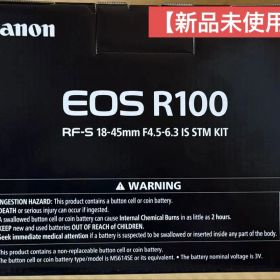 Canon
【新品未使用
EOS R100
RF-S 18-45mm F4.5-6.3 IS STM KIT
⚠ WARNING
INGESTION HAZARD: This product contains a button cell or coin battery.
DEATH or serious injury can occur if ingested.
A swallowed button cell or coin battery can cause Internal Chemical Burns in as little as 2 hours.
KEEP new and used batteries OUT OF REACH of CHILDREN.
Seek immediate medical attention if a battery is suspected to be swallowed or inserted inside any part of the body.
This product contains a non-replaceable button cell or coin battery.
The button cell or coin battery type/model is MS614SE or its equivalent. • The battery nominal voltage is 3V.